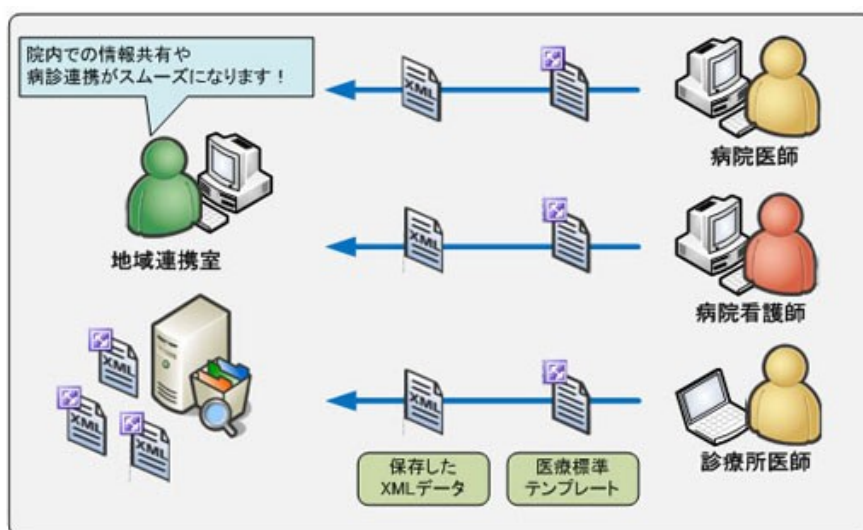 院内での情報共有や
病診連携がスムーズになります！
XML
病院医師
地域連携室
XML
病院看護師
XML
XML
XML
XML
診療所医師
保存した
XMLデータ
医療標準
テンプレート